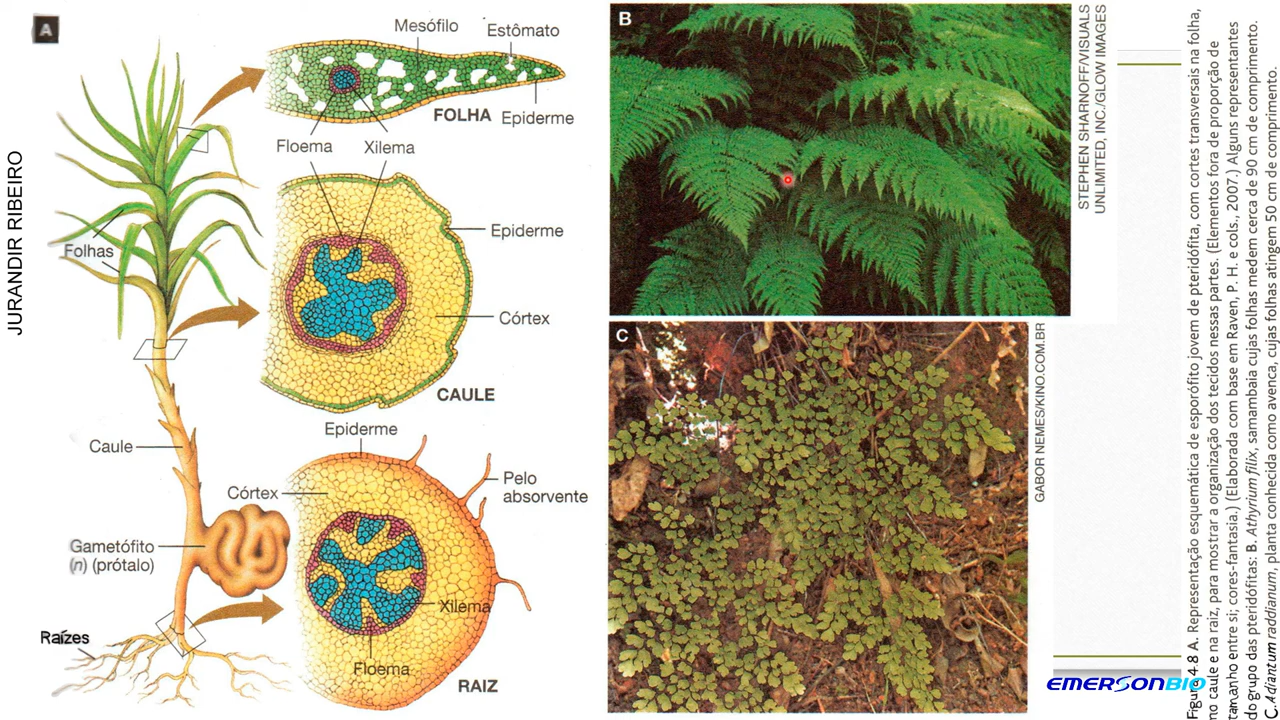 A
JURANDIR RIBEIRO
Mesófilo
Estômato
FOLHA
Epiderme
Floema
Xilema
Folhas
Epiderme
Córtex
CAULE
Caule
Epiderme
Pelo
absorvente
Córtex
Gametófito
(n) (prótalo)
Xilema
Raízes
Floema
RAIZ
B
STEPHEN SHARNOFF/VISUALS
UNLIMITED, INC./GLOW IMAGES
C
GABOR NEMES/KINO.COM.BR
Figura 4.8 A. Representação esquemática de esporófito jovem de pteridófita, com cortes transversais na folha,
no caule e na raiz, para mostrar a organização dos tecidos nessas partes. (Elementos fora de proporção de
tamanho entre si; cores-fantasia.) (Elaborada com base em Raven, P. H. e cols., 2007.) Alguns representantes
do grupo das pteridófitas: B. Athyrium filix, samambaia cujas folhas medem cerca de 90 cm de comprimento.
C. Adiantum raddianum, planta conhecida como avenca, cujas folhas atingem 50 cm de comprimento.
EMERSONBIO